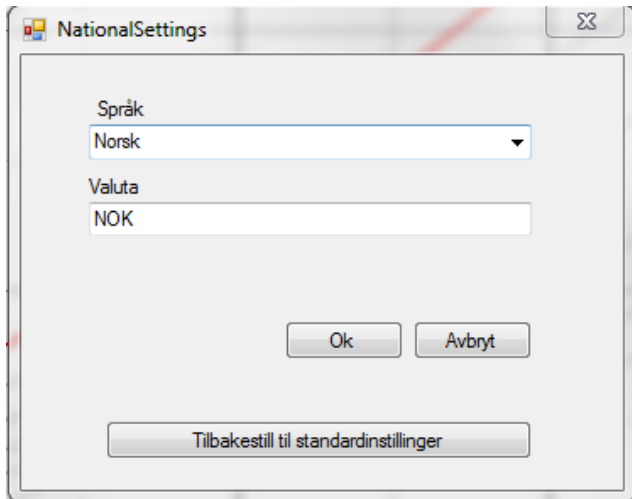 NationalSettings
Språk
Norsk
Valuta
NOK
Ok Avbryt
Tilbakestill til standardinstillinger